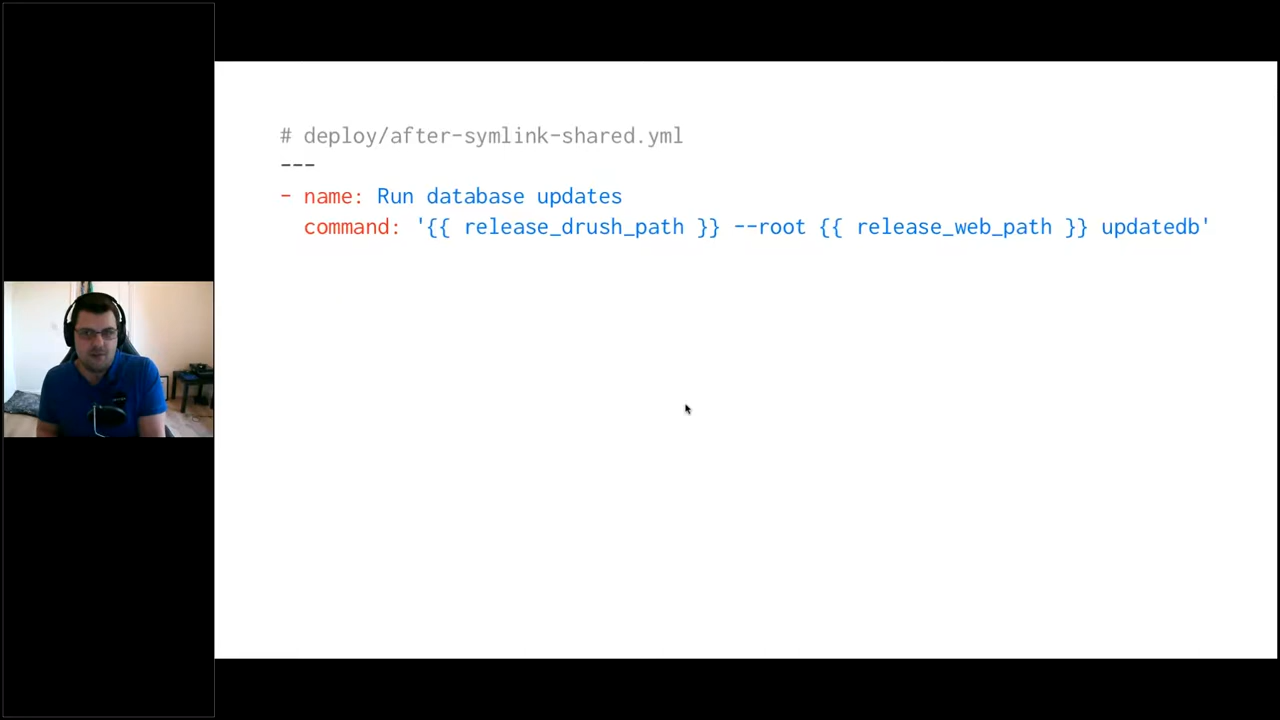 # deploy/after-symlink-shared.yml
---
- name: Run database updates
command: '{{ release_drush_path }} --root {{ release_web_path }} updatedb'